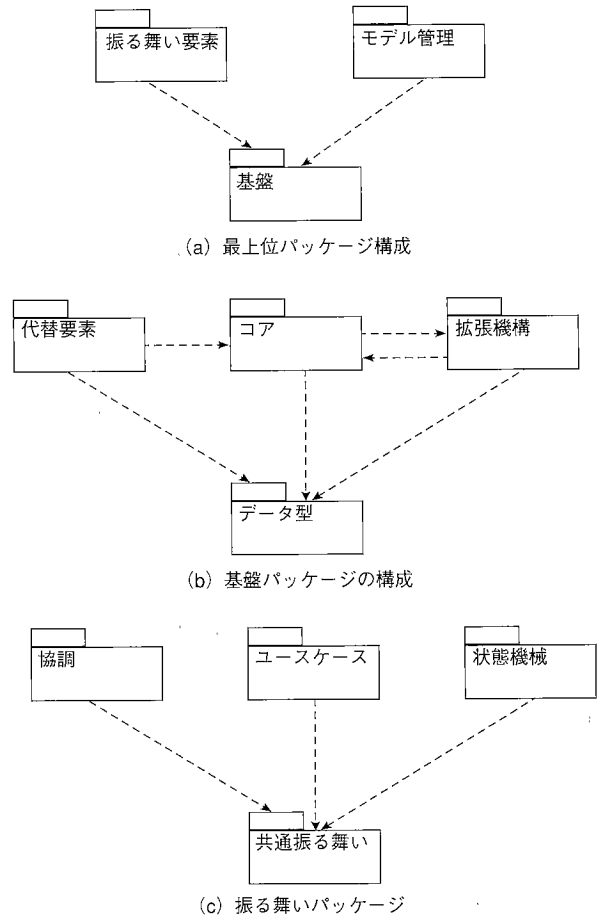 振る舞い要素
モデル管理
基盤
(a) 最上位パッケージ構成
代替要素
コア
拡張機構
データ型
(b) 基盤パッケージの構成
協調
ユースケース
状態機械
共通振る舞い
(c) 振る舞いパッケージ